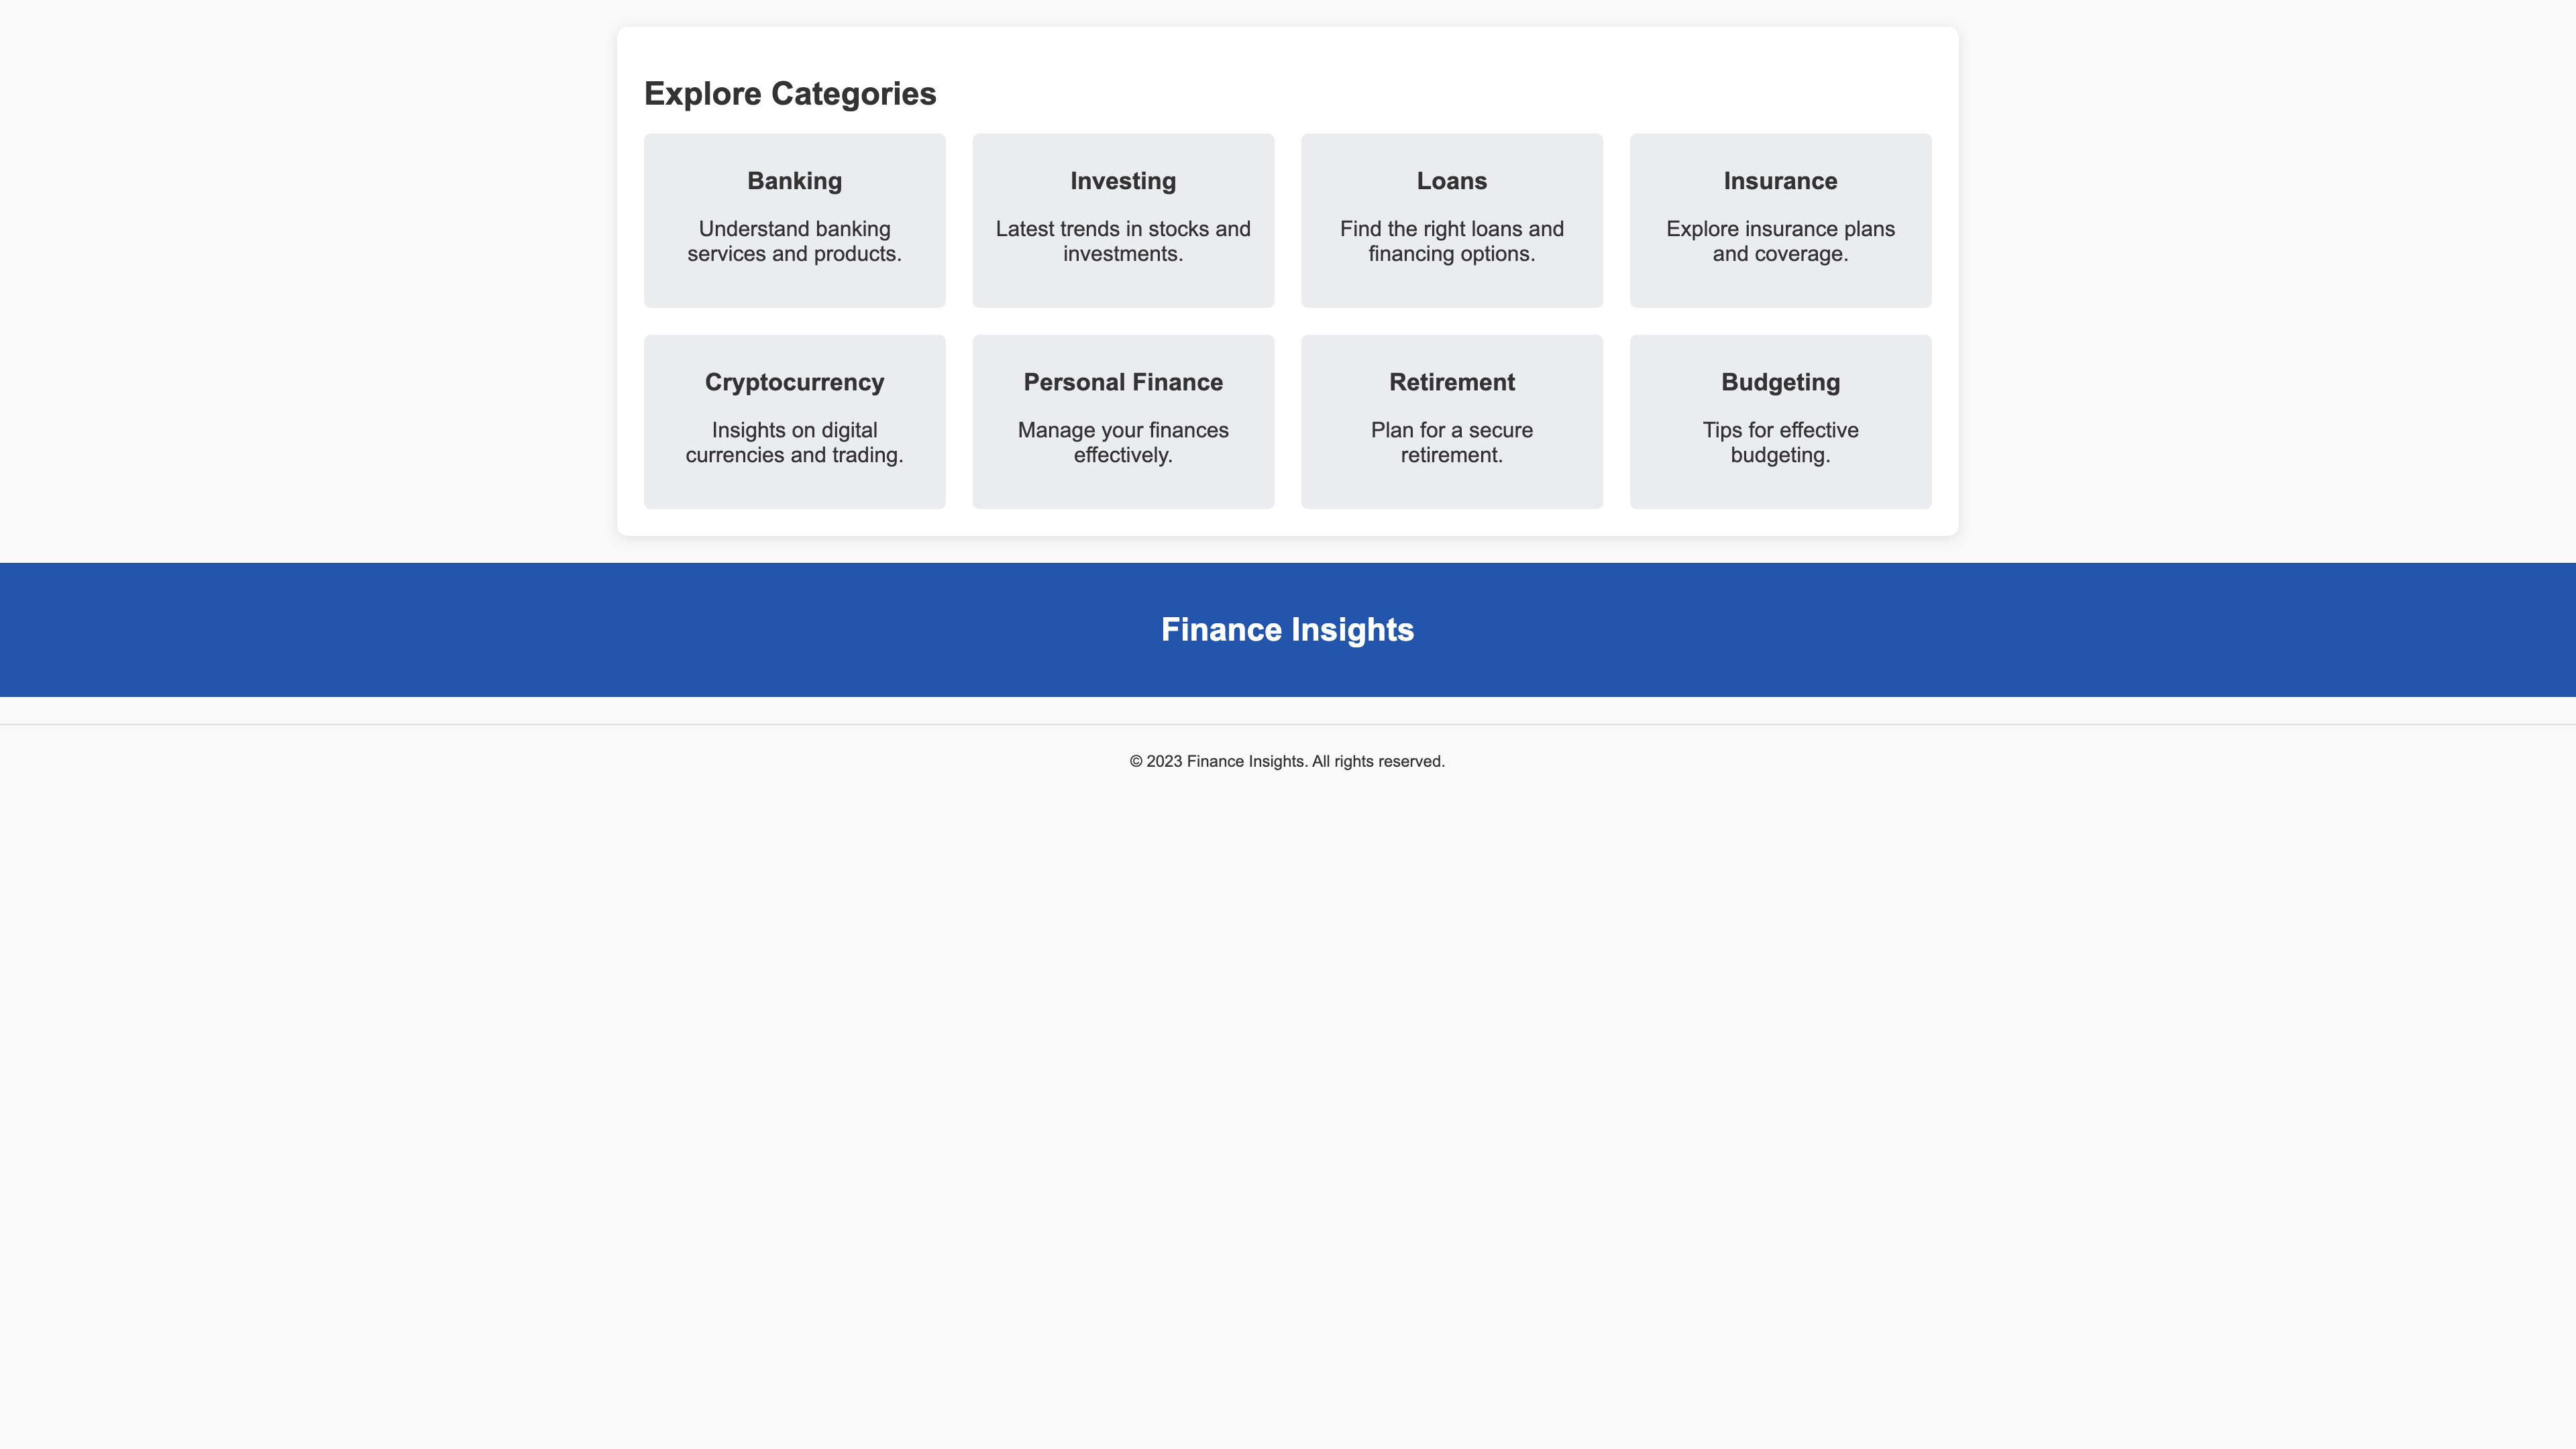 Explore Categories
Banking
Understand banking
services and products.
Investing
Latest trends in stocks and
investments.
Loans
Find the right loans and
financing options.
Insurance
Explore insurance plans
and coverage.
Cryptocurrency
Insights on digital
currencies and trading.
Personal Finance
Manage your finances
effectively.
Retirement
Plan for a secure
retirement.
Budgeting
Tips for effective
budgeting.
Finance Insights
© 2023 Finance Insights. All rights reserved.